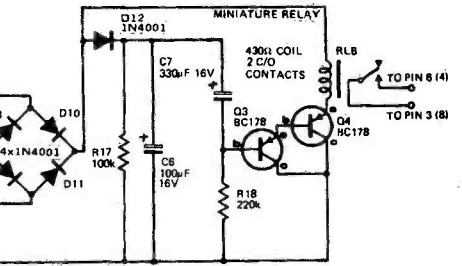 D12
1N4001
MINIATURE RELAY
C7
330µF 16V
430Ω COIL
2 C/O
CONTACTS
RLB
TO PIN 6 (4)
TO PIN 3 (8)
Q3
BC178
Q4
BC178
D10
4x1N4001
D11
R17
100k
C6
100µF
16V
R18
220k